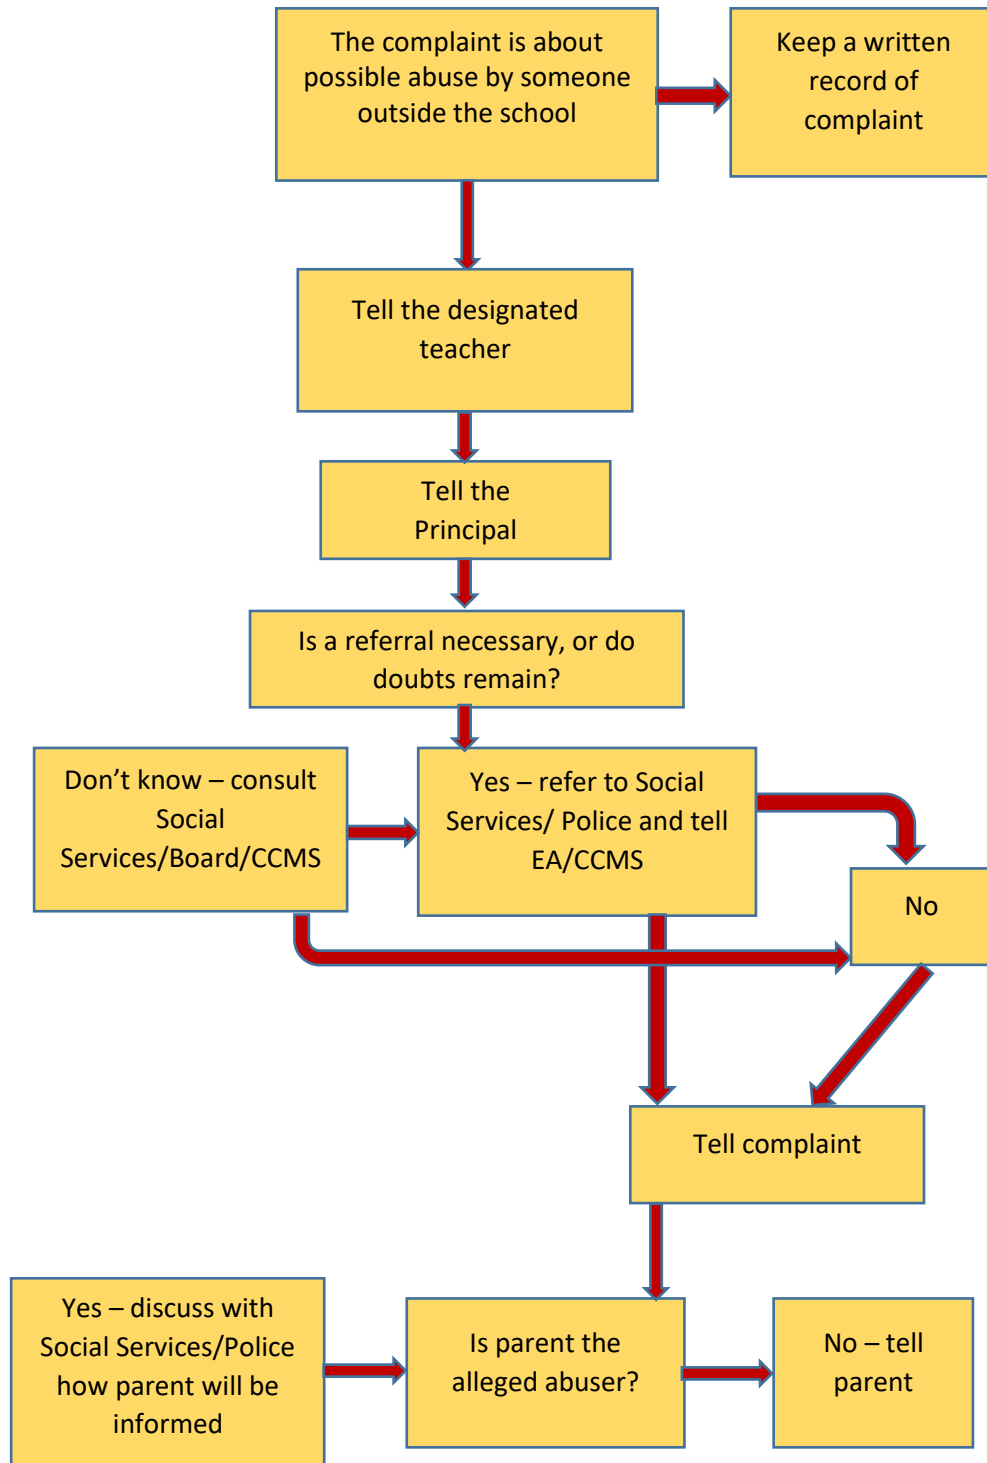 The complaint is about
possible abuse by someone
outside the school
Keep a written
record of
complaint
Tell the designated
teacher
Tell the
Principal
Is a referral necessary, or do
doubts remain?
Don’t know – consult
Social
Services/Board/CCMS
Yes – refer to Social
Services/ Police and tell
EA/CCMS
No
Tell complaint
Yes – discuss with
Social Services/Police
how parent will be
informed
Is parent the
alleged abuser?
No – tell
parent